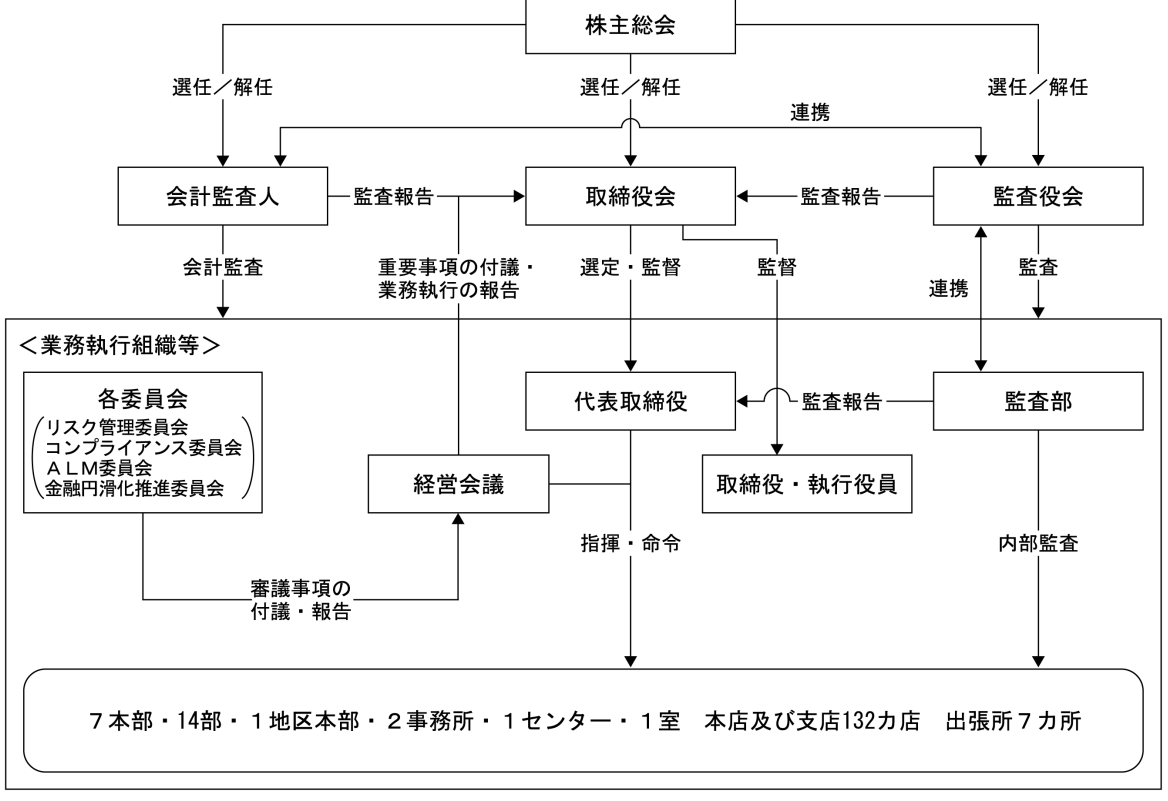 株主総会
選任／解任
選任／解任
選任／解任
連携
会計監査人
監査報告
取締役会
監査報告
監査役会
会計監査
重要事項の付議・
業務執行の報告
選定・監督
監督
連携
監査
＜業務執行組織等＞
各委員会
リスク管理委員会
コンプライアンス委員会
ＡＬＭ委員会
金融円滑化推進委員会
代表取締役
監査報告
監査部
経営会議
取締役・執行役員
指揮・命令
内部監査
審議事項の
付議・報告
７本部・14部・１地区本部・２事務所・１センター・１室　本店及び支店132カ店　出張所７カ所